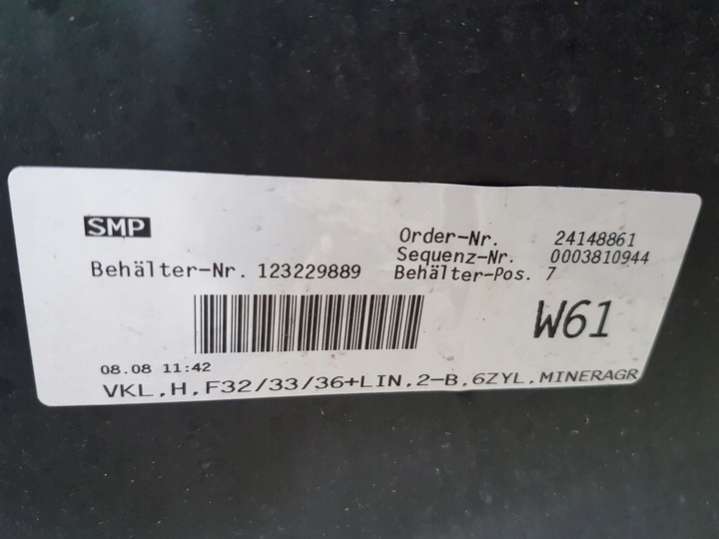 SMP
Order-Nr. 24148861
Sequenz-Nr. 0003810944
Behälter-Nr. 123229889
Behälter-Pos. 7
W61
08.08 11:42
VKL,H,F32/33/36+LIN,2-B,6ZYL,MINERAGR